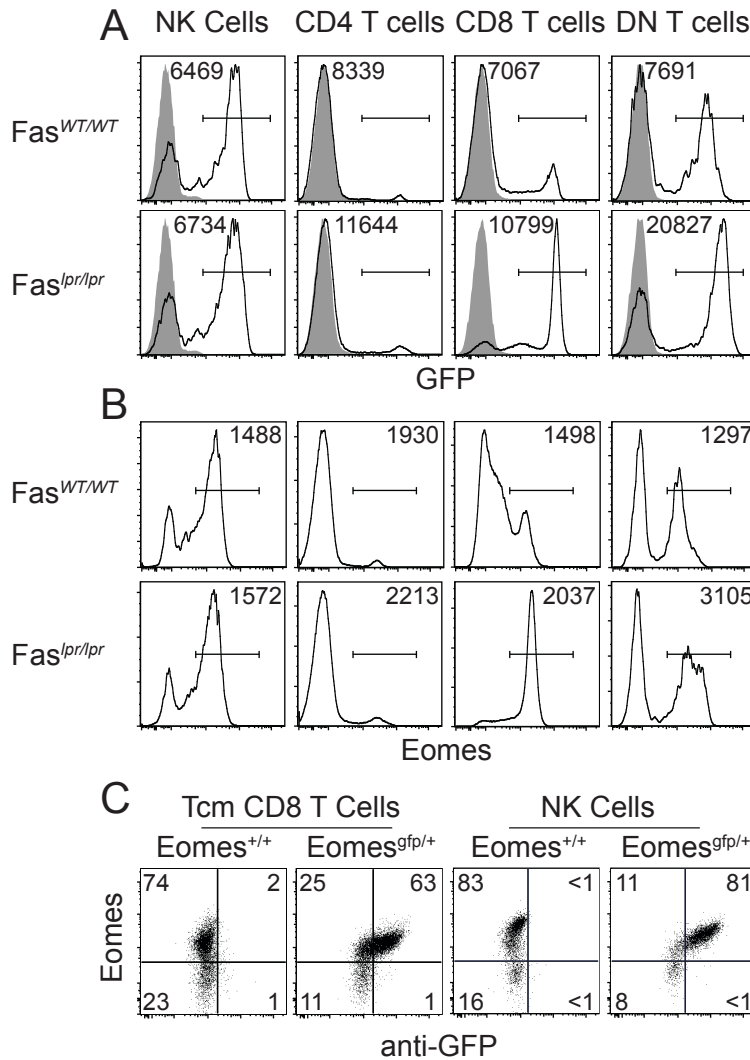 A
NK Cells CD4 T cells CD8 T cells DN T cells
Fas^WT/WT 6469 8339 7067 7691
Fas^lpr/lpr 6734 11644 10799 20827
GFP
B
Fas^WT/WT 1488 1930 1498 1297
Fas^lpr/lpr 1572 2213 2037 3105
Eomes
C
Tcm CD8 T Cells NK Cells
Eomes^+/+ Eomes^gfp/+ Eomes^+/+ Eomes^gfp/+
74 2 25 63 83 <1 11 81
Eomes
23 1 11 1 16 <1 8 <1
anti-GFP